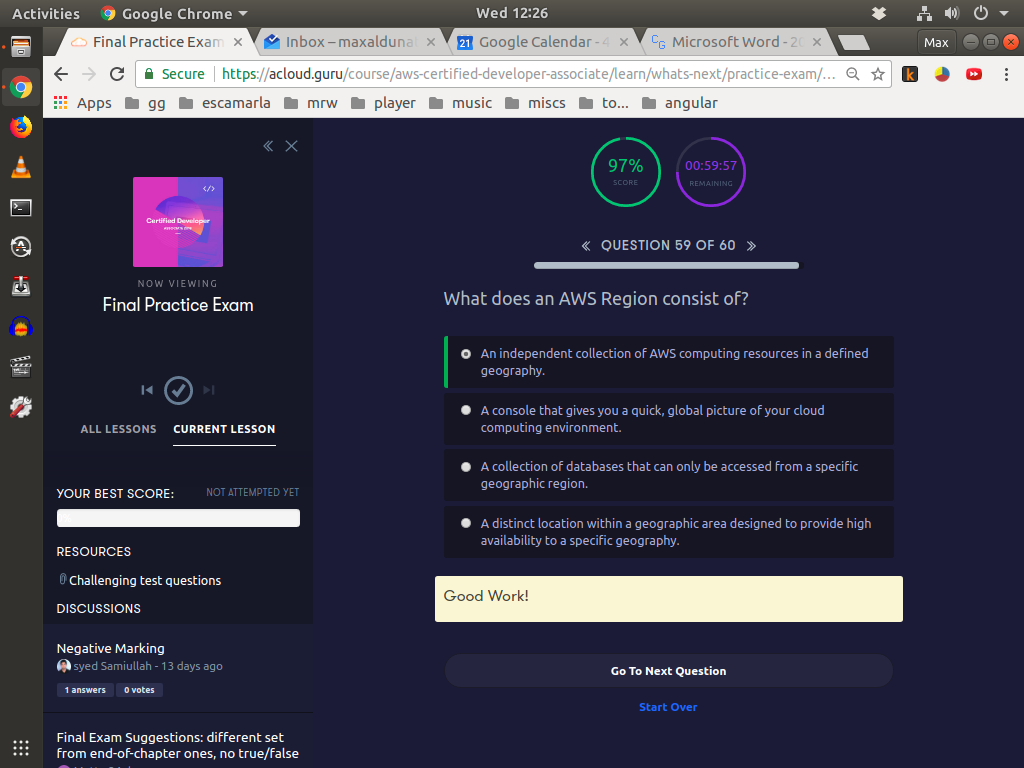 Activities Google Chrome Wed 12:26
Final Practice Exam Inbox – maxalduna Google Calendar - 4 Microsoft Word - 20 Max
Secure https://acloud.guru/course/aws-certified-developer-associate/learn/whats-next/practice-exam/...
Apps gg escamarla mrw player music miscs to... angular
</>
Certified Developer
NOW VIEWING
Final Practice Exam
ALL LESSONS CURRENT LESSON
YOUR BEST SCORE: NOT ATTEMPTED YET
RESOURCES
Challenging test questions
DISCUSSIONS
Negative Marking
syed Samiullah - 13 days ago
1 answers 0 votes
Final Exam Suggestions: different set
from end-of-chapter ones, no true/false
97%
SCORE
00:59:57
REMAINING
« QUESTION 59 OF 60 »
What does an AWS Region consist of?
An independent collection of AWS computing resources in a defined
geography.
A console that gives you a quick, global picture of your cloud
computing environment.
A collection of databases that can only be accessed from a specific
geographic region.
A distinct location within a geographic area designed to provide high
availability to a specific geography.
Good Work!
Go To Next Question
Start Over